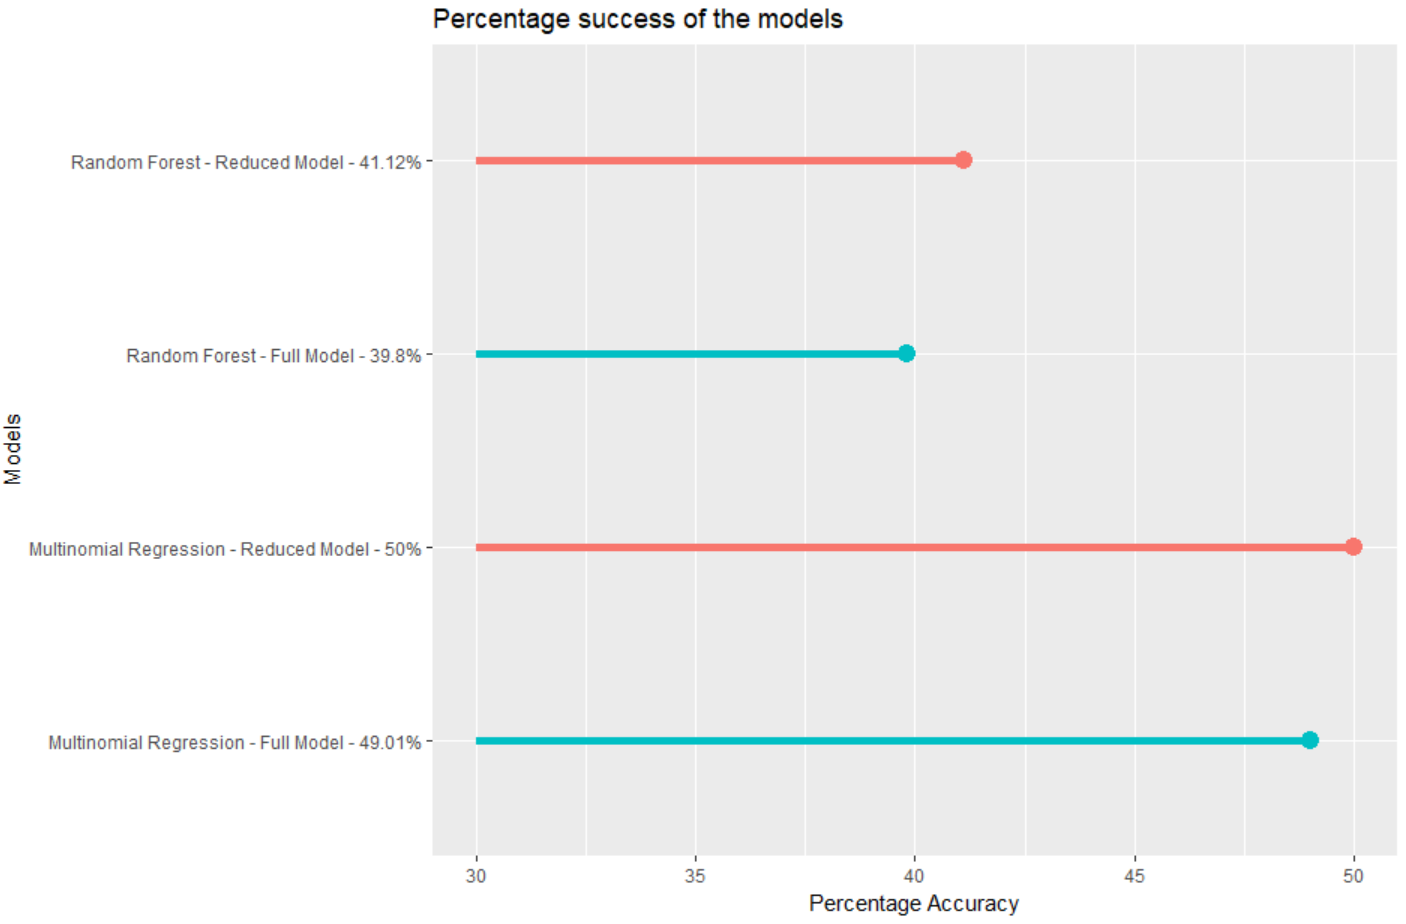 Percentage success of the models
Random Forest - Reduced Model - 41.12%
Random Forest - Full Model - 39.8%
Models
Multinomial Regression - Reduced Model - 50%
Multinomial Regression - Full Model - 49.01%
30 35 40 45 50
Percentage Accuracy